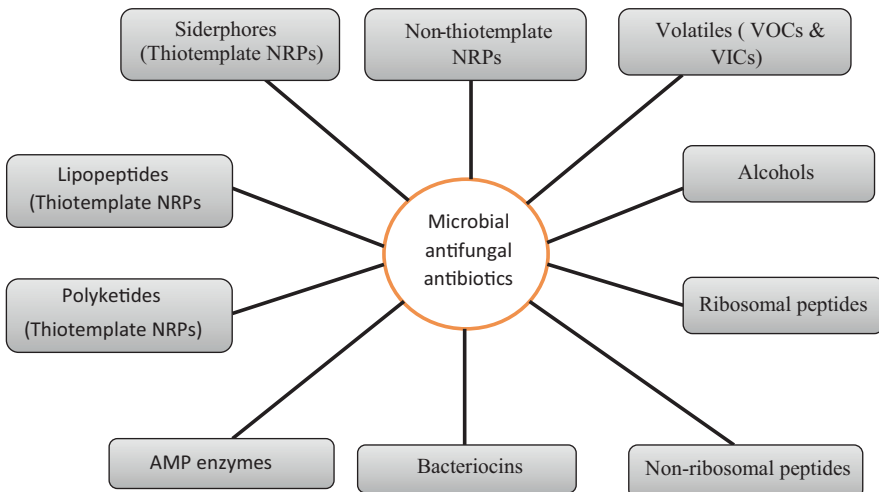 Siderphores
(Thiotemplate NRPs)
Non-thiotemplate
NRPs
Volatiles ( VOCs &
VICs)
Lipopeptides
(Thiotemplate NRPs
Alcohols
Microbial
antifungal
antibiotics
Polyketides
(Thiotemplate NRPs)
Ribosomal peptides
AMP enzymes
Bacteriocins
Non-ribosomal peptides